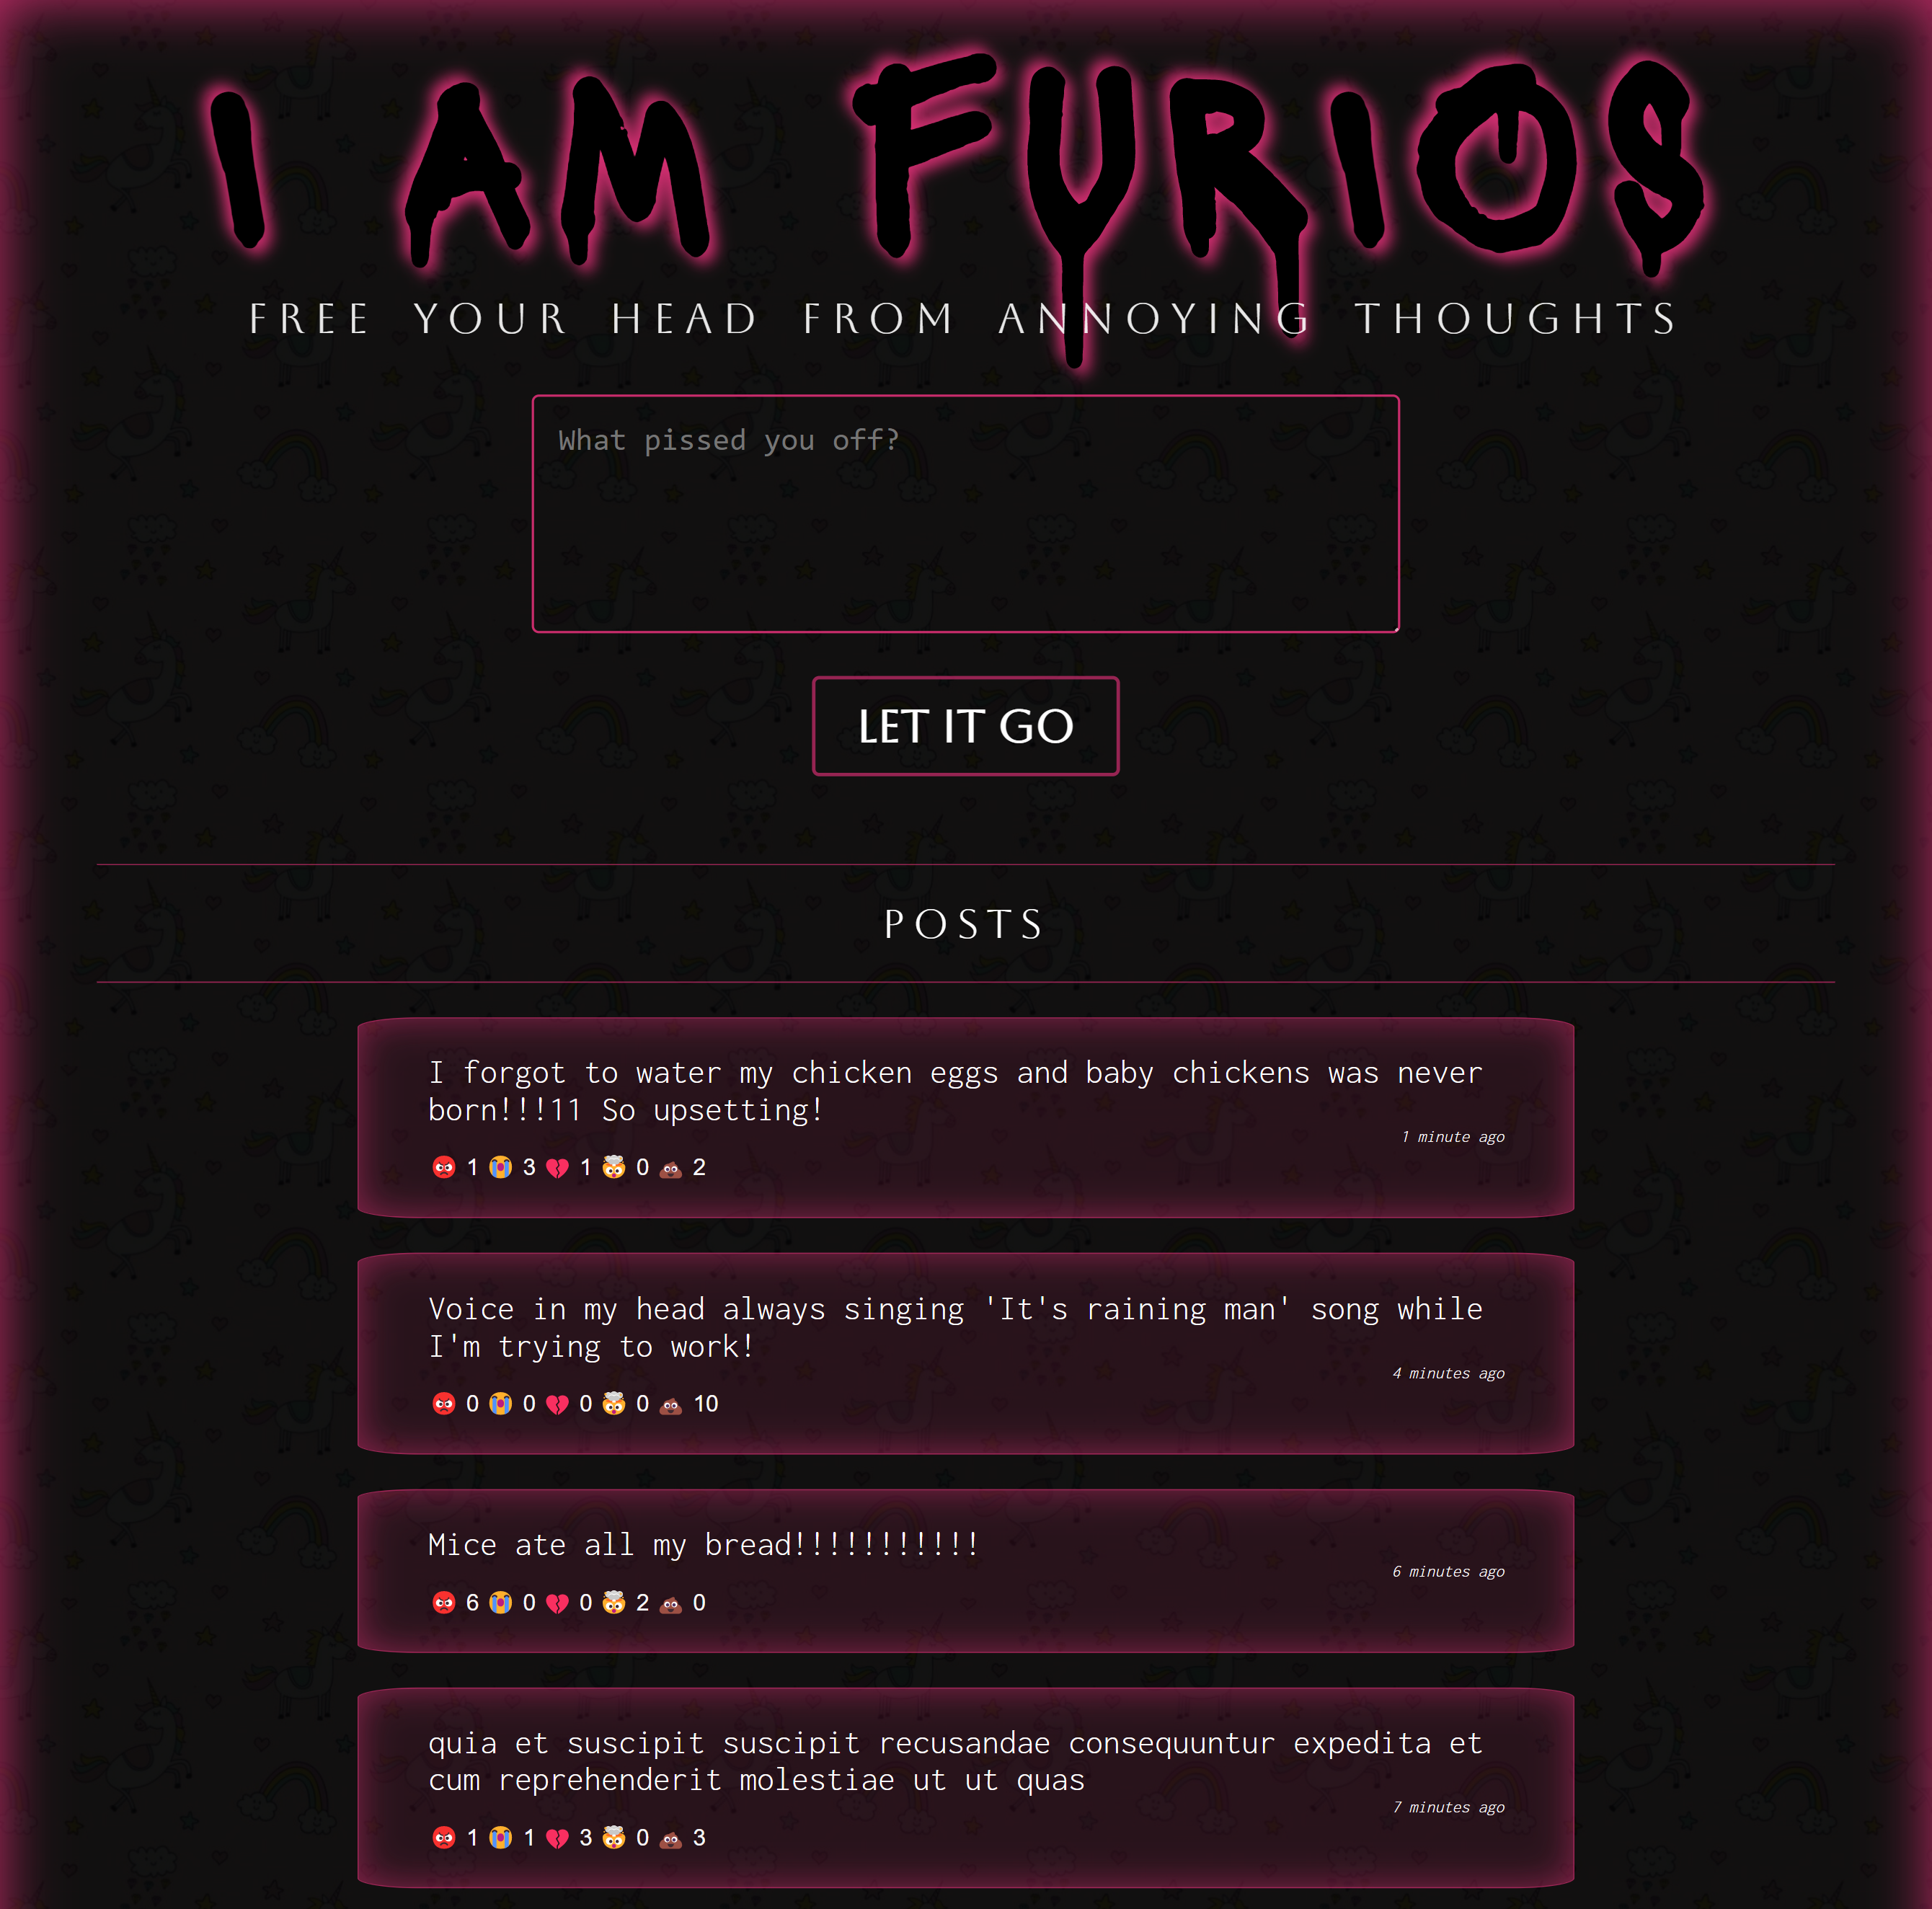 I AM FURIOS
FREE YOUR HEAD FROM ANNOYING THOUGHTS
What pissed you off?
LET IT GO
POSTS
I forgot to water my chicken eggs and baby chickens was never
born!!!11 So upsetting!
1 minute ago
😡 1 😭 3 💔 1 🤯 0 💩 2
Voice in my head always singing 'It's raining man' song while
I'm trying to work!
4 minutes ago
😡 0 😭 0 💔 0 🤯 0 💩 10
Mice ate all my bread!!!!!!!!!!!
6 minutes ago
😡 6 😭 0 💔 0 🤯 2 💩 0
quia et suscipit suscipit recusandae consequuntur expedita et
cum reprehenderit molestiae ut ut quas
7 minutes ago
😡 1 😭 1 💔 3 🤯 0 💩 3